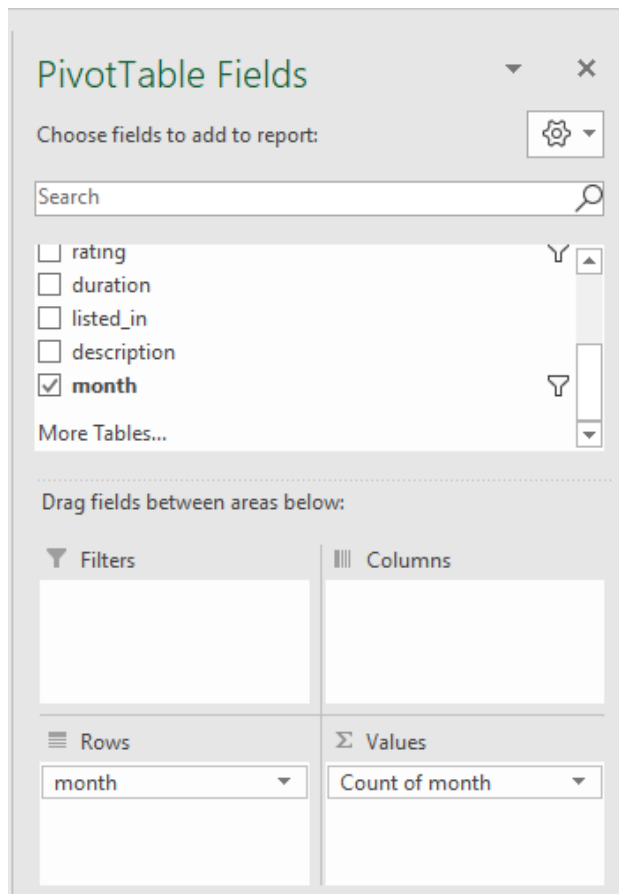 PivotTable Fields
Choose fields to add to report:
Search
rating
duration
listed_in
description
month
More Tables...
Drag fields between areas below:
Filters
Columns
Rows
Σ Values
month
Count of month